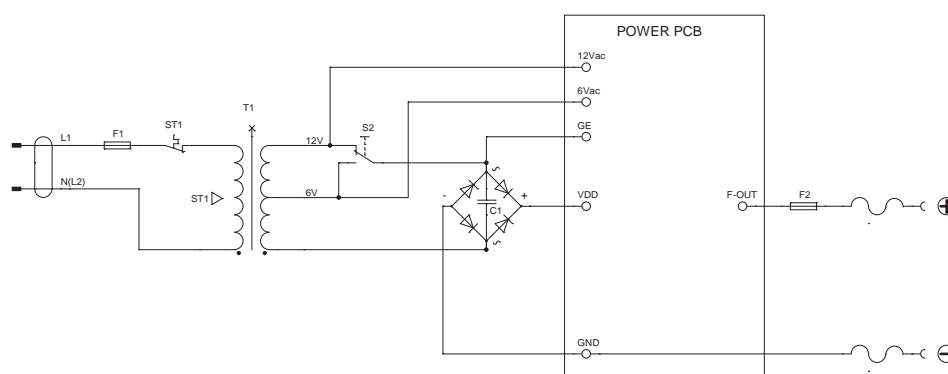 POWER PCB
12Vac
6Vac
T1
S2
ST1
GE
L1
F1
12V
N(L2)
6V
ST1
-
+
C1
VDD
F-OUT
F2
GND